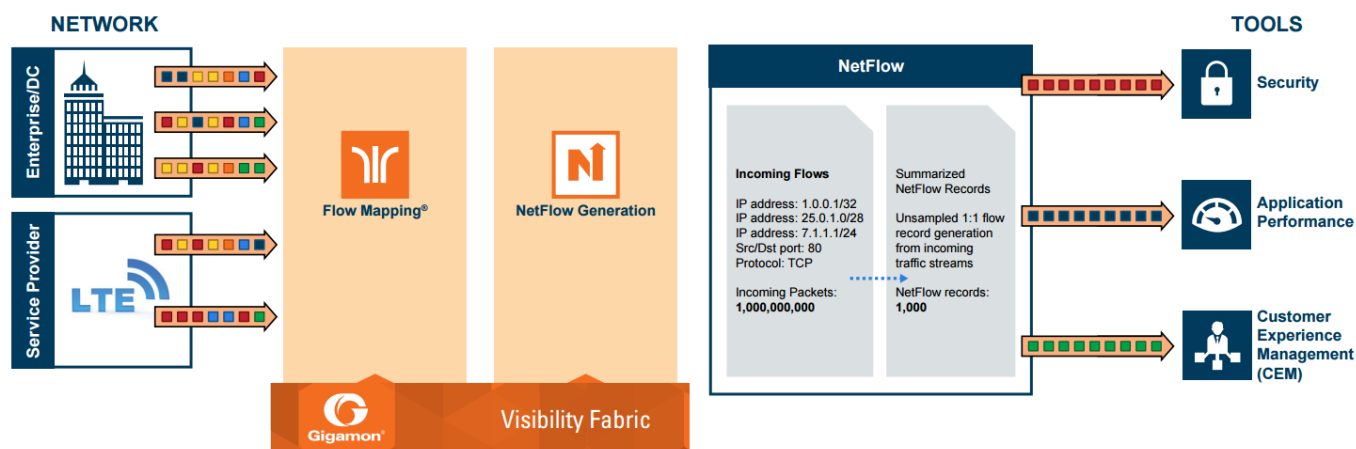 NETWORK
TOOLS
Enterprise/DC
Service Provider
LTE
Flow Mapping®
NetFlow Generation
Gigamon®
Visibility Fabric
NetFlow
Incoming Flows
IP address: 1.0.0.1/32
IP address: 25.0.1.0/28
IP address: 7.1.1.1/24
Src/Dst port: 80
Protocol: TCP
Incoming Packets:
1,000,000,000
Summarized
NetFlow Records
Unsampled 1:1 flow
record generation
from incoming
traffic streams
NetFlow records:
1,000
Security
Application
Performance
Customer
Experience
Management
(CEM)